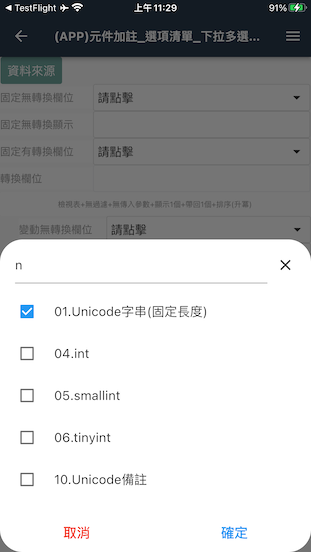 TestFlight
上午11:29
91%
(APP)元件加註_選項清單_下拉多選...
資料來源
固定無轉換欄位
請點擊
固定無轉換顯示
固定有轉換欄位
請點擊
轉換欄位
檢視表+無過濾+無傳入參數+顯示1個+帶回1個+排序(升冪)
變動無轉換欄位
請點擊
n
01.Unicode字串(固定長度)
04.int
05.smallint
06.tinyint
10.Unicode備註
取消
確定